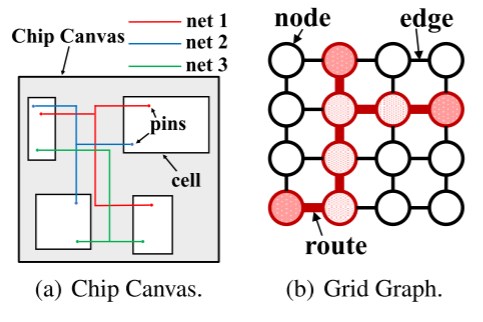 net 1
net 2
net 3
Chip Canvas
pins
cell
(a) Chip Canvas.
node
edge
route
(b) Grid Graph.